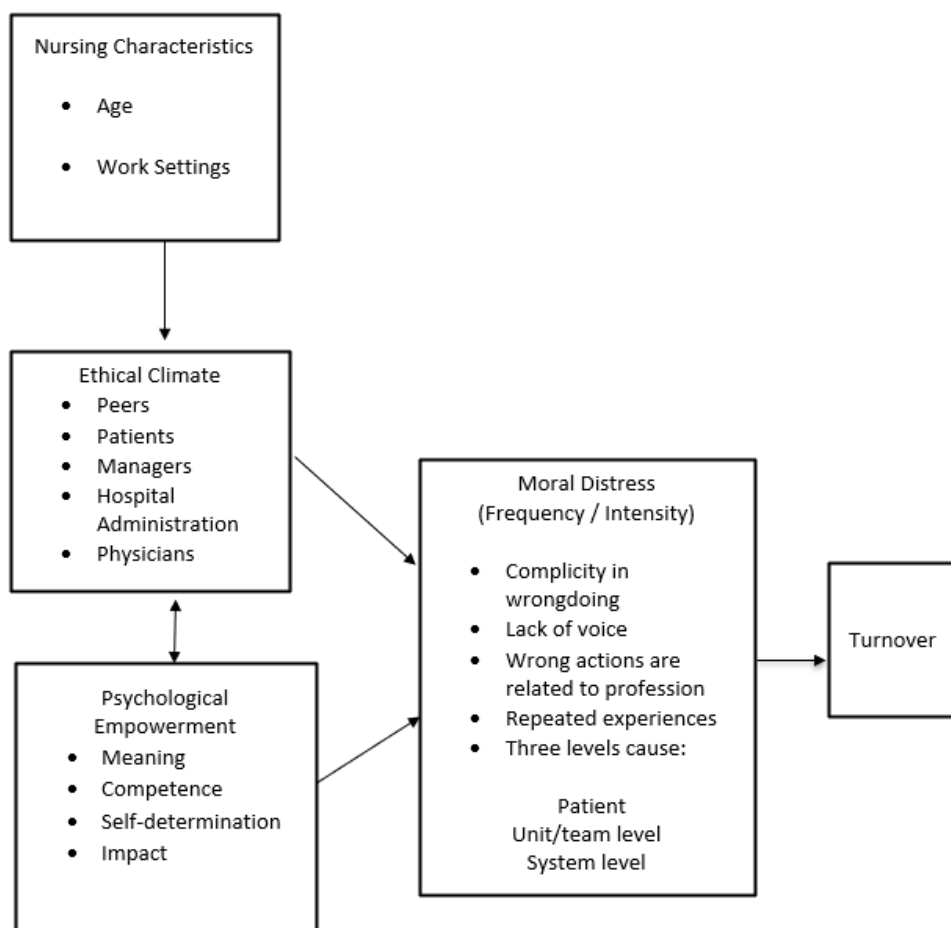 Nursing Characteristics
• Age
• Work Settings
Ethical Climate
• Peers
• Patients
• Managers
• Hospital
Administration
• Physicians
Psychological
Empowerment
• Meaning
• Competence
• Self-determination
• Impact
Moral Distress
(Frequency / Intensity)
• Complicity in
wrongdoing
• Lack of voice
• Wrong actions are
related to profession
• Repeated experiences
• Three levels cause:
Patient
Unit/team level
System level
Turnover